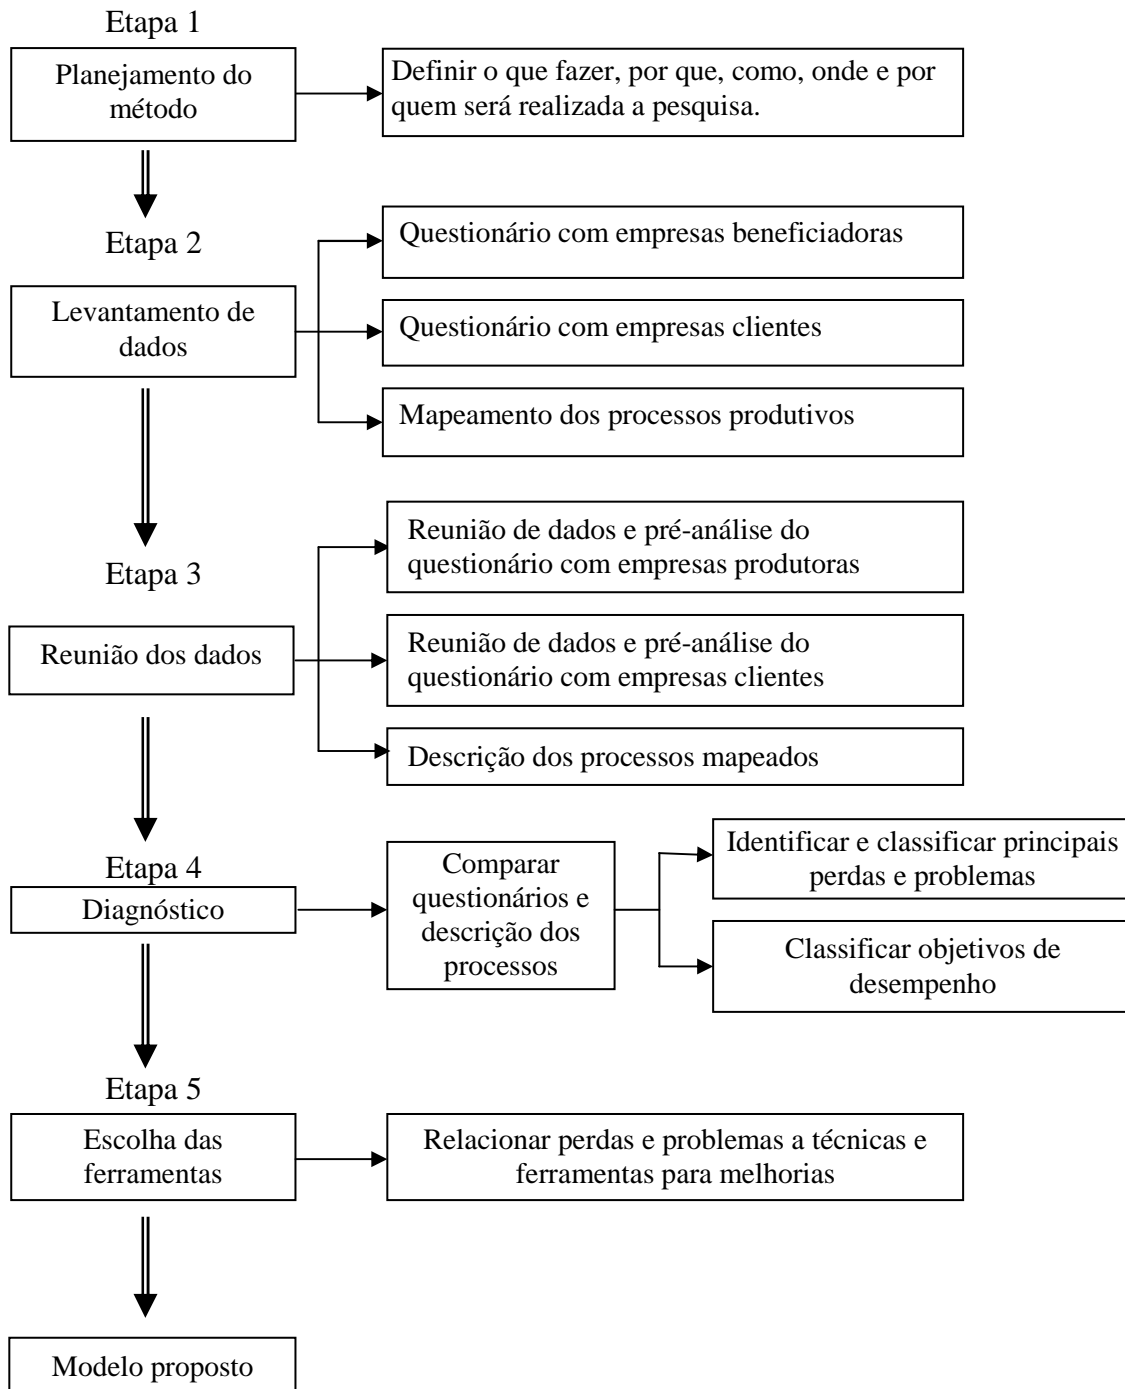 Etapa 1
Planejamento do
método
Definir o que fazer, por que, como, onde e por
quem será realizada a pesquisa.
Etapa 2
Levantamento de
dados
Questionário com empresas beneficiadoras
Questionário com empresas clientes
Mapeamento dos processos produtivos
Etapa 3
Reunião dos dados
Reunião de dados e pré-análise do
questionário com empresas produtoras
Reunião de dados e pré-análise do
questionário com empresas clientes
Descrição dos processos mapeados
Etapa 4
Diagnóstico
Comparar
questionários e
descrição dos
processos
Identificar e classificar principais
perdas e problemas
Classificar objetivos de
desempenho
Etapa 5
Escolha das
ferramentas
Relacionar perdas e problemas a técnicas e
ferramentas para melhorias
Modelo proposto